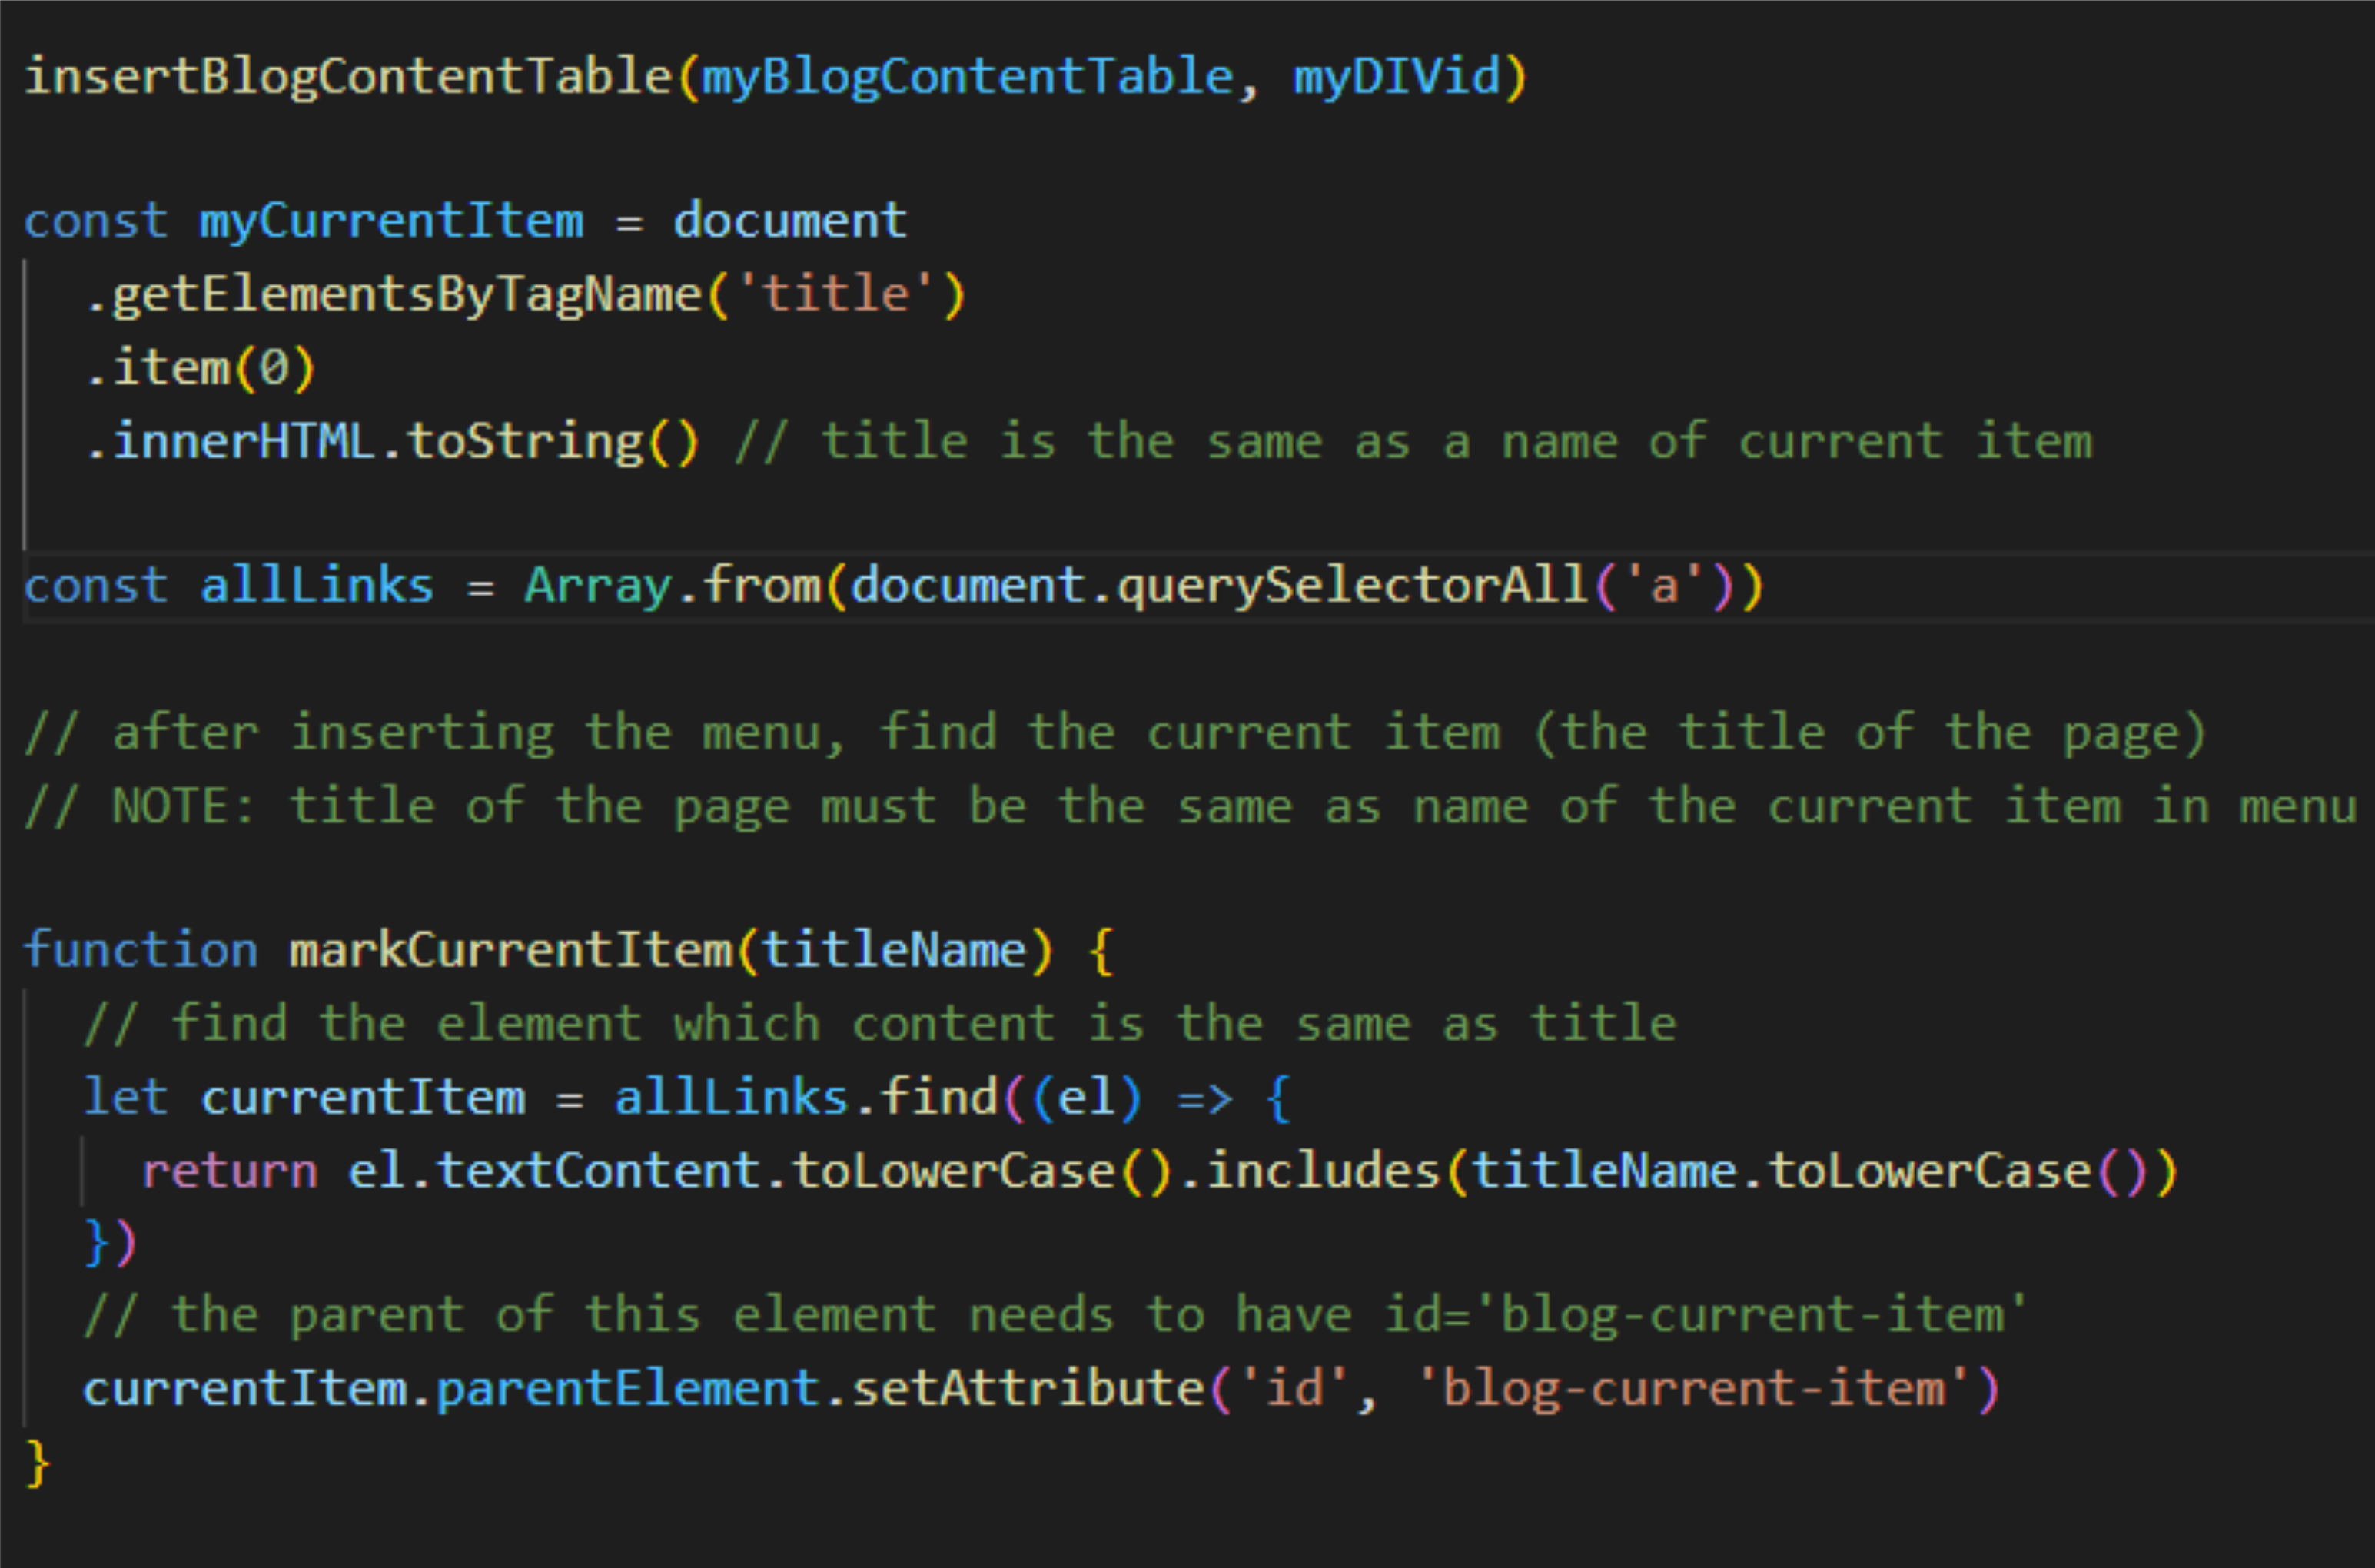 insertBlogContentTable(myBlogContentTable, myDIVid)
const myCurrentItem = document
.getElementsByTagName('title')
.item(0)
.innerHTML.toString() // title is the same as a name of current item
const allLinks = Array.from(document.querySelectorAll('a'))
// after inserting the menu, find the current item (the title of the page)
// NOTE: title of the page must be the same as name of the current item in menu
function markCurrentItem(titleName) {
// find the element which content is the same as title
let currentItem = allLinks.find((el) => {
return el.textContent.toLowerCase().includes(titleName.toLowerCase())
})
// the parent of this element needs to have id='blog-current-item'
currentItem.parentElement.setAttribute('id', 'blog-current-item')
}